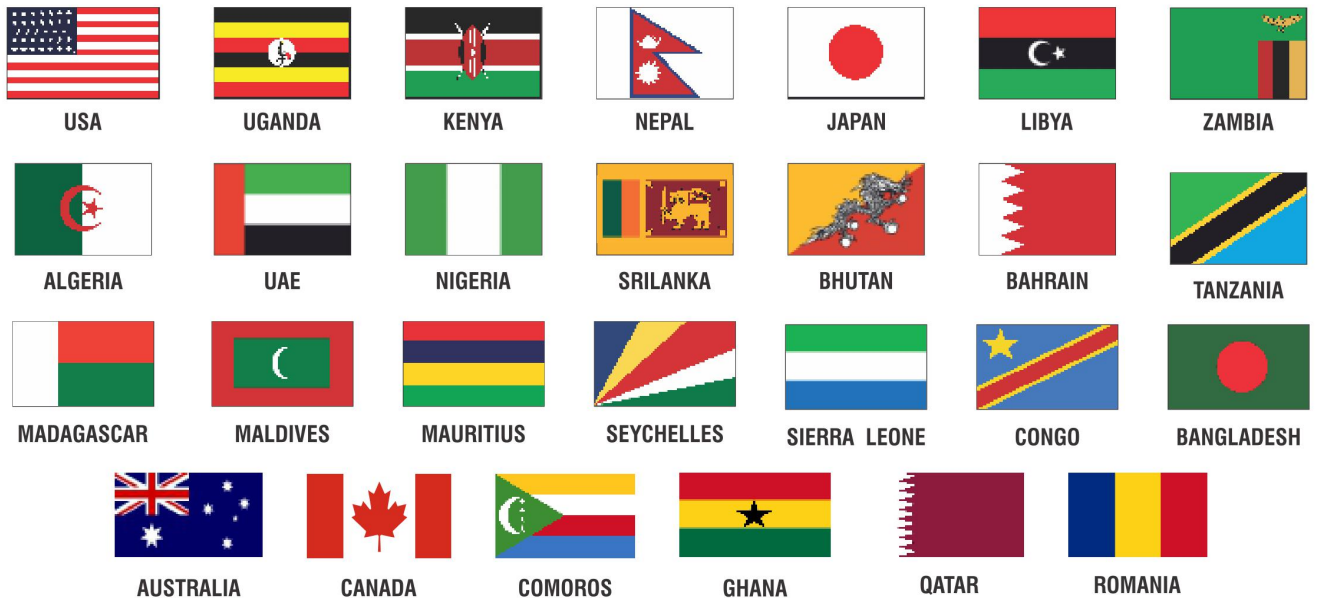 USA UGANDA KENYA NEPAL JAPAN LIBYA ZAMBIA
ALGERIA UAE NIGERIA SRILANKA BHUTAN BAHRAIN TANZANIA
MADAGASCAR MALDIVES MAURITIUS SEYCHELLES SIERRA LEONE CONGO BANGLADESH
AUSTRALIA CANADA COMOROS GHANA QATAR ROMANIA